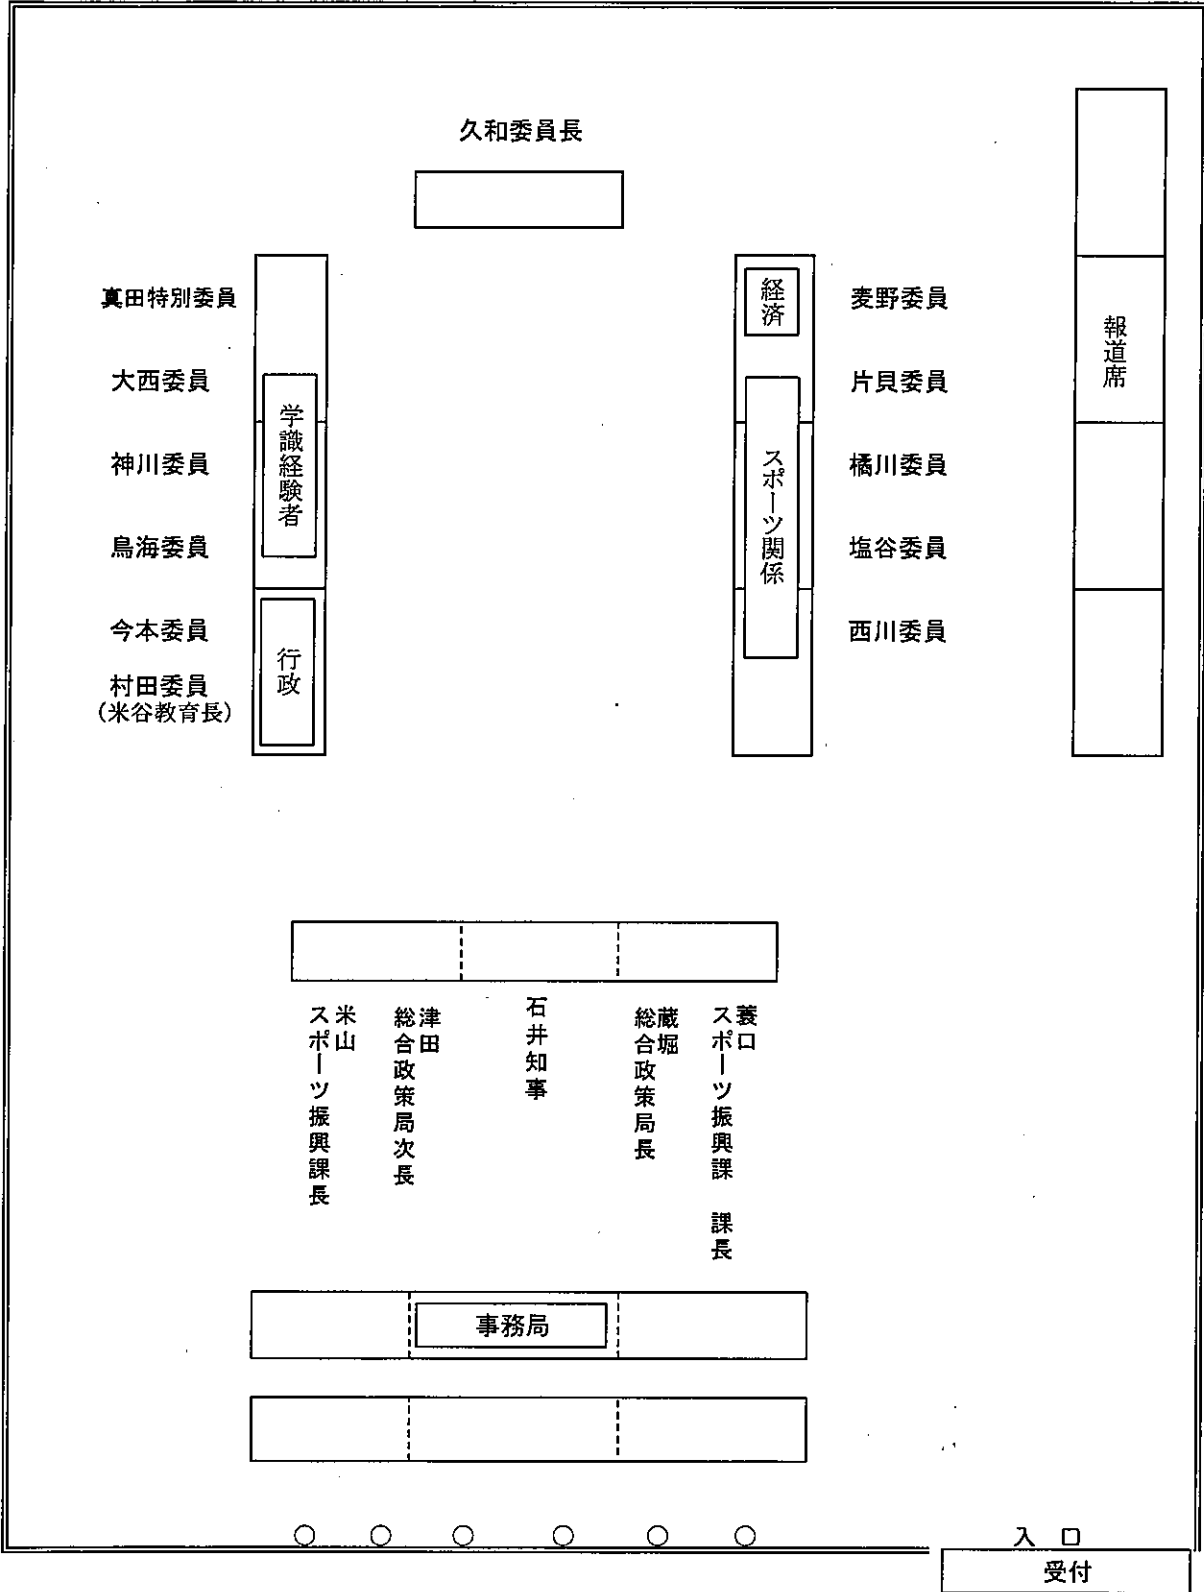 久和委員長
真田特別委員
大西委員
神川委員
鳥海委員
今本委員
村田委員
(米谷教育長)
学識経験者
行政
経済
スポーツ関係
麦野委員
片貝委員
橘川委員
塩谷委員
西川委員
報道席
米山
スポーツ振興課長
津田
総合政策局次長
石井知事
蔵堀
総合政策局長
蓑口
スポーツ振興課 課長
事務局
入 口
受付